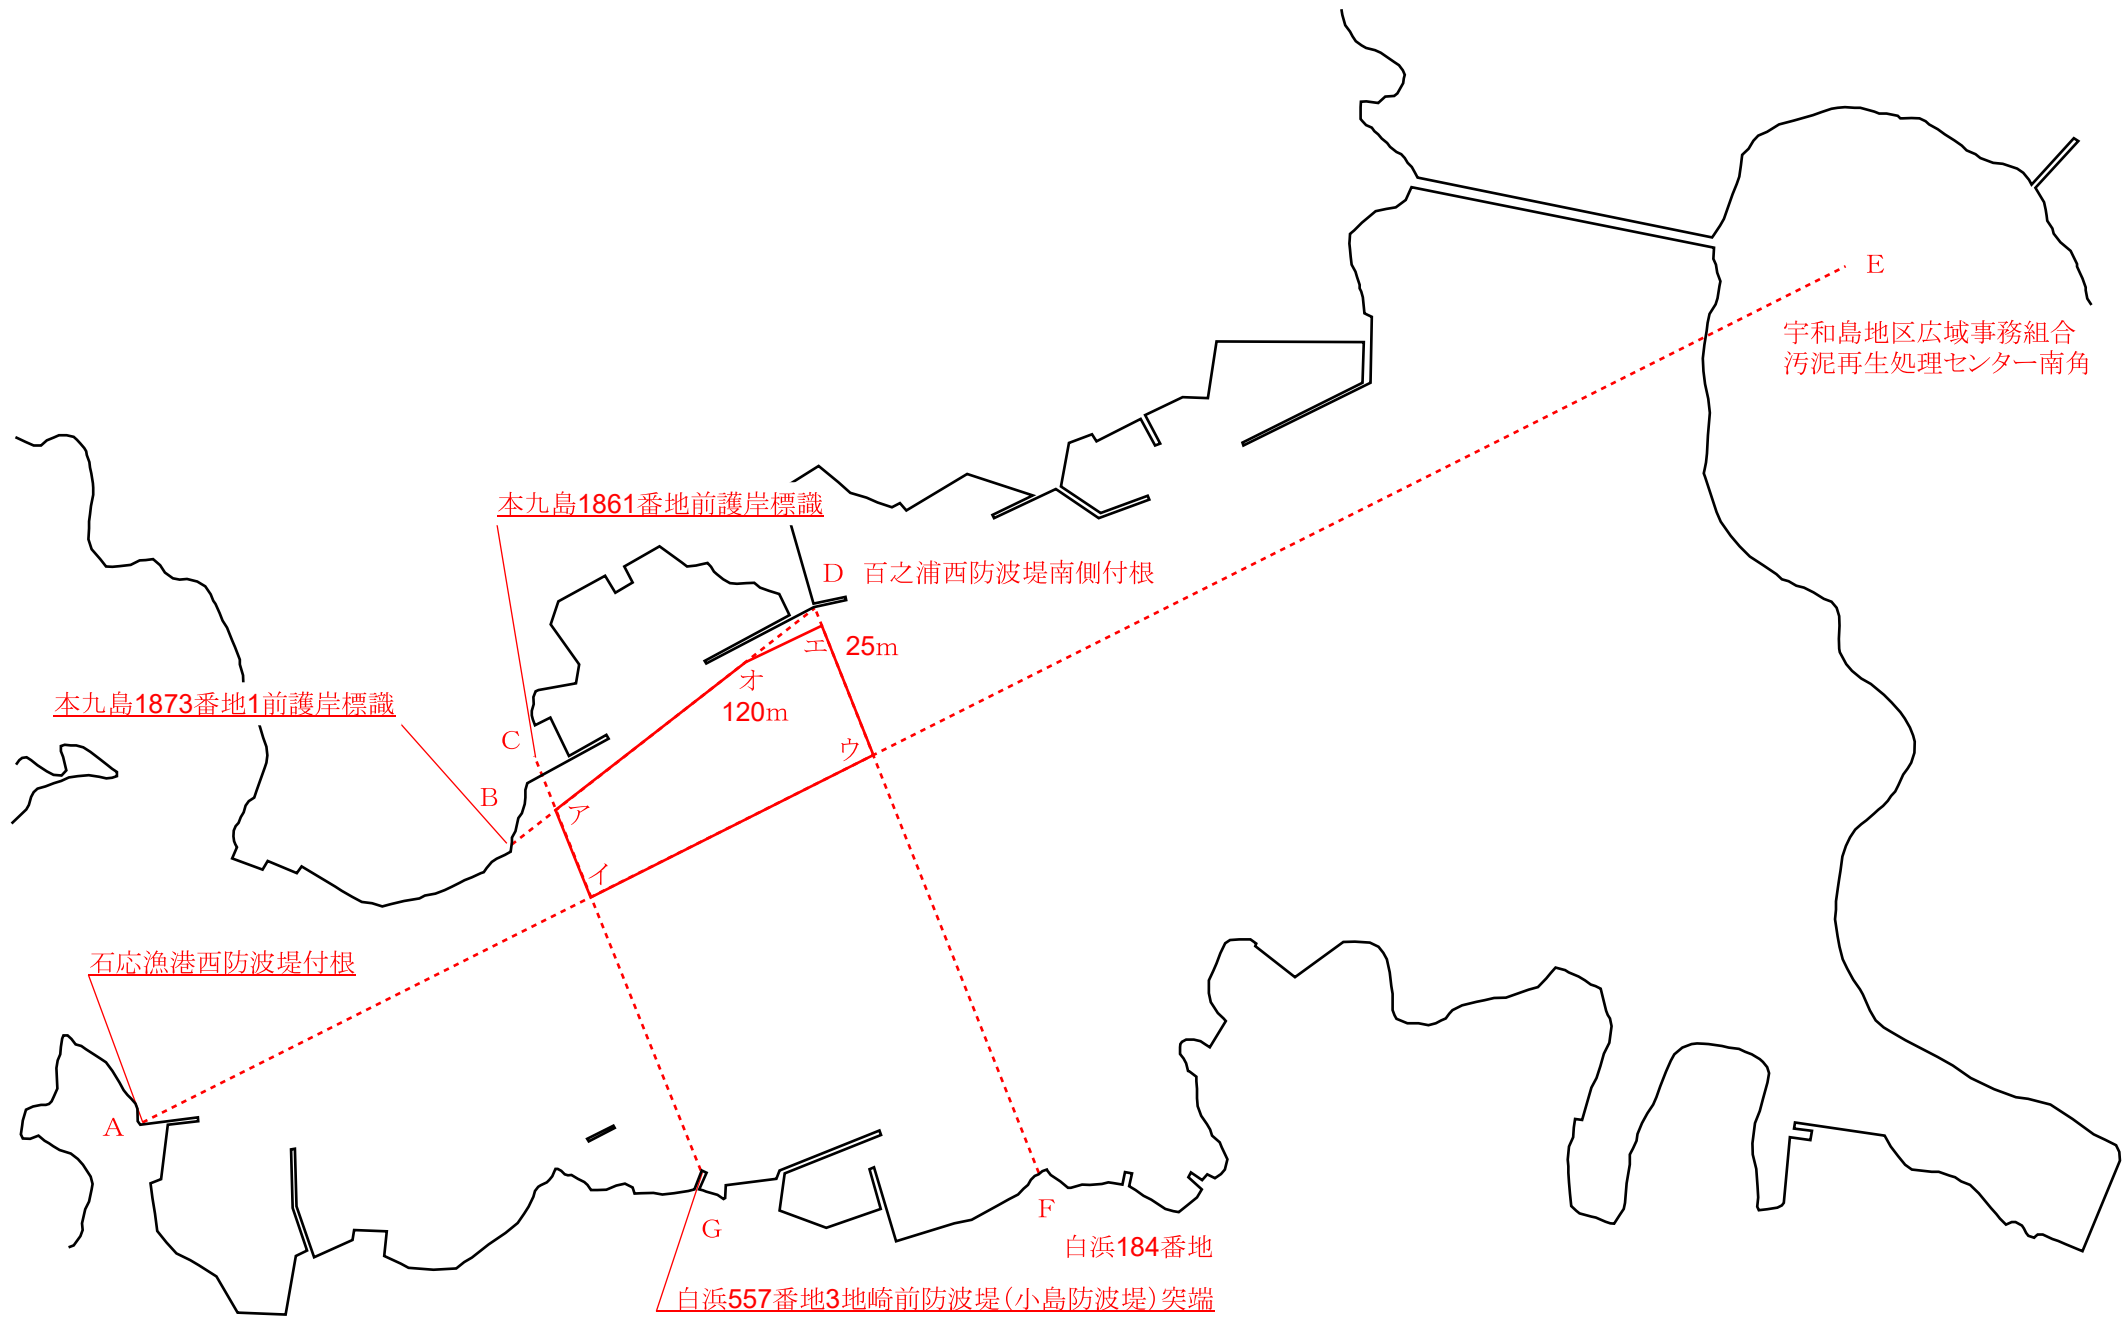 E
宇和島地区広域事務組合
汚泥再生処理センター南角
本九島1861番地前護岸標識
D 百之浦西防波堤南側付根
エ 25m
オ
120m
本九島1873番地1前護岸標識
C
ウ
B
ア
イ
石応漁港西防波堤付根
A
F
G
白浜184番地
白浜557番地3地崎前防波堤（小島防波堤）突端